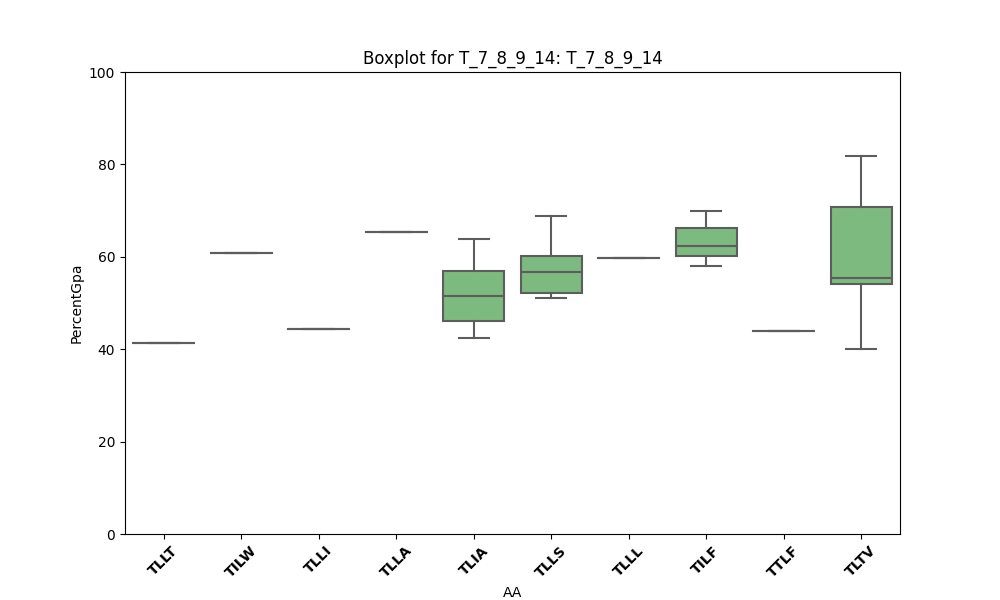 Boxplot for T_7_8_9_14: T_7_8_9_14
100
80
60
40
20
0
PercentGpa
TLLT
TILW
TLLI
TLLA
TLIA
TLLS
TLLL
TILF
TTLF
TLTV
AA